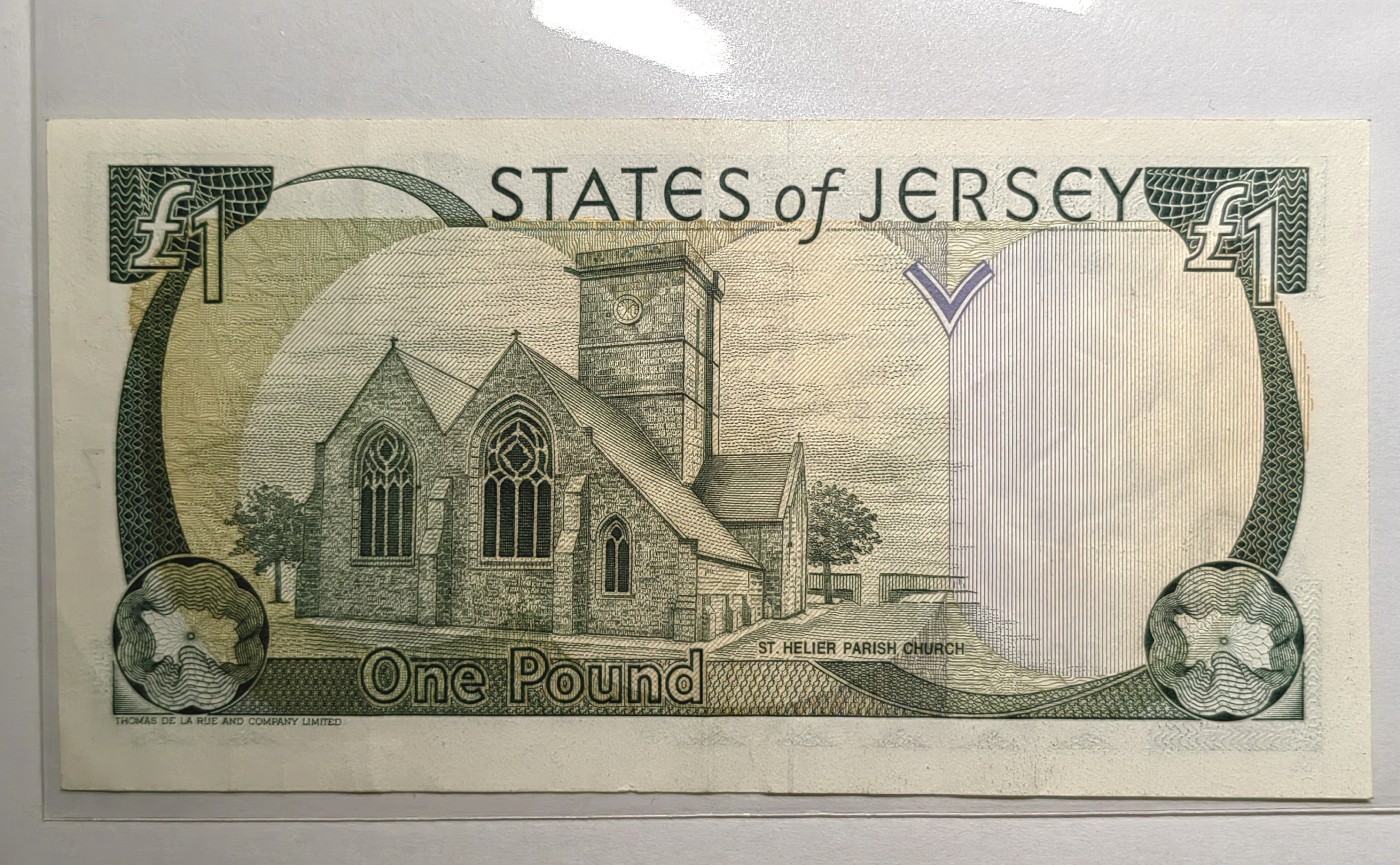 £1
STATES of JERSEY
£1
ST. HELIER PARISH CHURCH
One Pound
THOMAS DE LA RUE AND COMPANY LIMITED